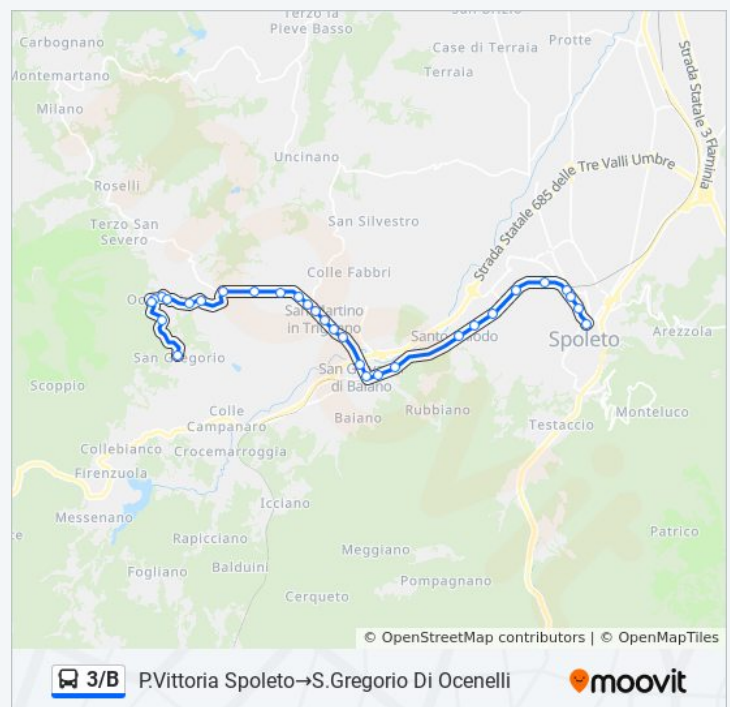 Terzo la
Pieve Basso
San Brizio
Carbognano
Protte
Case di Terraia
Montemartano
Terraia
Milano
Strada Statale 3 Flaminia
Uncinano
Strada Statale 685 delle Tre Valli Umbre
Roselli
San Silvestro
Terzo San
Severo
Colle Fabbri
San Martino
in Trignano
Spoleto
Arezzola
San Gregorio
di Baiano
Scoppio
Rubbiano
Colle
Campanaro
Baiano
Monteluco
Testaccio
Collebianco
Crocemarroggia
Firenzuola
Icciano
Messenano
Patrico
Rapicciano
Meggiano
Fogliano
Balduini
Pompagnano
Cerqueto
© OpenStreetMap contributors | © OpenMapTiles
3/B
P.Vittoria Spoleto→S.Gregorio Di Ocenelli
moovit